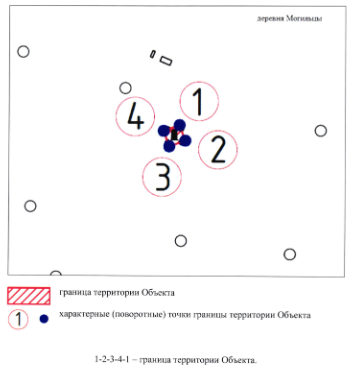 деревня Могильцы
1
4
2
3
граница территории Объекта
1 характерные (поворотные) точки границы территории Объекта
1-2-3-4-1 – граница территории Объекта.